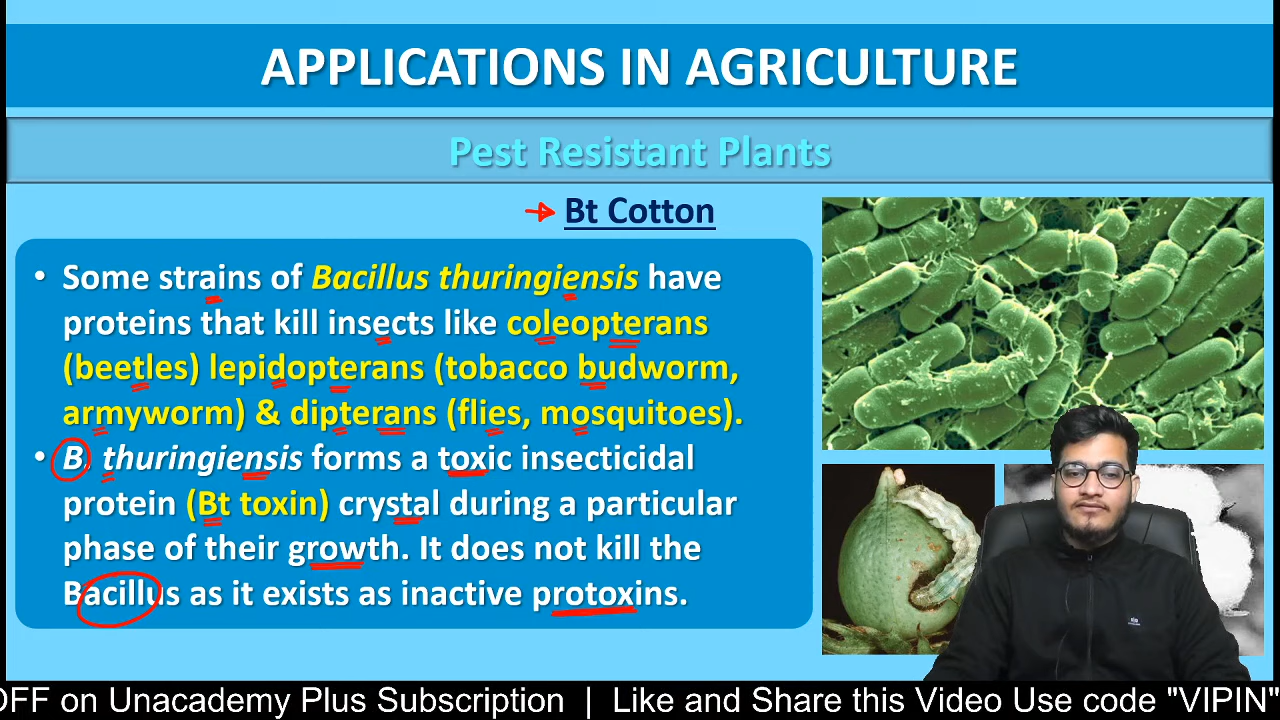 APPLICATIONS IN AGRICULTURE
Pest Resistant Plants
Bt Cotton
• Some strains of Bacillus thuringiensis have
proteins that kill insects like coleopterans
(beetles) lepidopterans (tobacco budworm,
armyworm) & dipterans (flies, mosquitoes).
• B. thuringiensis forms a toxic insecticidal
protein (Bt toxin) crystal during a particular
phase of their growth. It does not kill the
Bacillus as it exists as inactive protoxins.
OFF on Unacademy Plus Subscription | Like and Share this Video Use code "VIPIN"